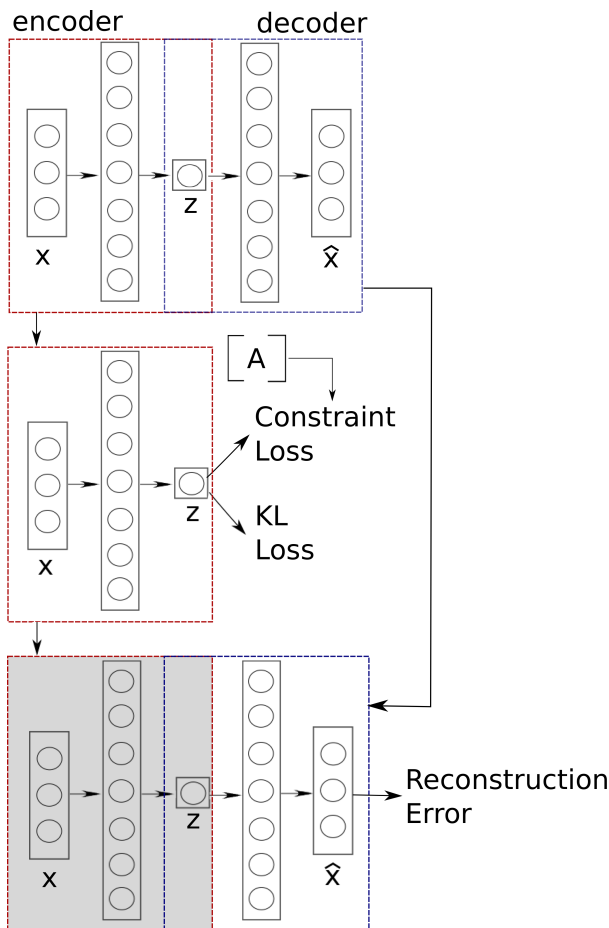 encoder
decoder
x
z
x̂
[A]
Constraint
Loss
z
KL
Loss
x
Reconstruction
Error
z
x
x̂